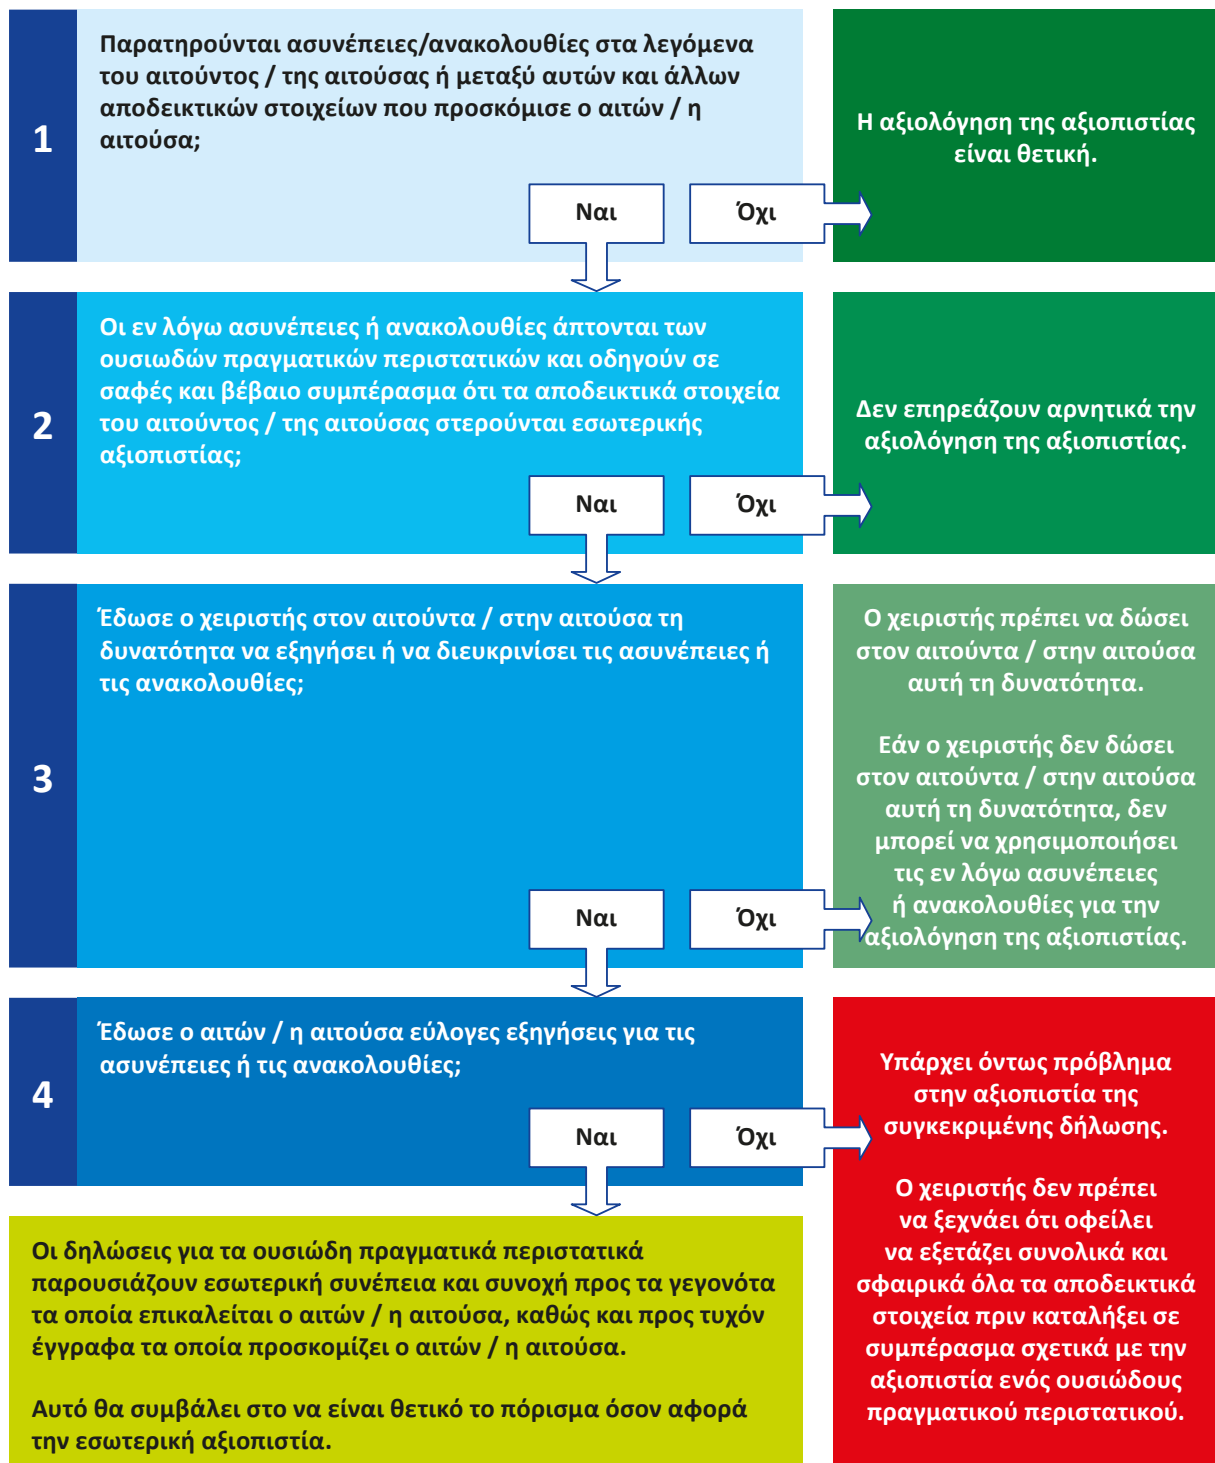 1
Παρατηρούνται ασυνέπειες/ανακολουθίες στα λεγόμενα
του αιτούντος / της αιτούσας ή μεταξύ αυτών και άλλων
αποδεικτικών στοιχείων που προσκόμισε ο αιτών / η
αιτούσα;
Ναι
Όχι
Η αξιολόγηση της αξιοπιστίας
είναι θετική.
2
Οι εν λόγω ασυνέπειες ή ανακολουθίες άπτονται των
ουσιωδών πραγματικών περιστατικών και οδηγούν σε
σαφές και βέβαιο συμπέρασμα ότι τα αποδεικτικά στοιχεία
του αιτούντος / της αιτούσας στερούνται εσωτερικής
αξιοπιστίας;
Ναι
Όχι
Δεν επηρεάζουν αρνητικά την
αξιολόγηση της αξιοπιστίας.
3
Έδωσε ο χειριστής στον αιτούντα / στην αιτούσα τη
δυνατότητα να εξηγήσει ή να διευκρινίσει τις ασυνέπειες ή
τις ανακολουθίες;
Ναι
Όχι
Ο χειριστής πρέπει να δώσει
στον αιτούντα / στην αιτούσα
αυτή τη δυνατότητα.
Εάν ο χειριστής δεν δώσει
στον αιτούντα / στην αιτούσα
αυτή τη δυνατότητα, δεν
μπορεί να χρησιμοποιήσει
τις εν λόγω ασυνέπειες
ή ανακολουθίες για την
αξιολόγηση της αξιοπιστίας.
4
Έδωσε ο αιτών / η αιτούσα εύλογες εξηγήσεις για τις
ασυνέπειες ή τις ανακολουθίες;
Ναι
Όχι
Υπάρχει όντως πρόβλημα
στην αξιοπιστία της
συγκεκριμένης δήλωσης.
Ο χειριστής δεν πρέπει
να ξεχνάει ότι οφείλει
να εξετάζει συνολικά και
σφαιρικά όλα τα αποδεικτικά
στοιχεία πριν καταλήξει σε
συμπέρασμα σχετικά με την
αξιοπιστία ενός ουσιώδους
πραγματικού περιστατικού.
Οι δηλώσεις για τα ουσιώδη πραγματικά περιστατικά
παρουσιάζουν εσωτερική συνέπεια και συνοχή προς τα γεγονότα
τα οποία επικαλείται ο αιτών / η αιτούσα, καθώς και προς τυχόν
έγγραφα τα οποία προσκομίζει ο αιτών / η αιτούσα.
Αυτό θα συμβάλει στο να είναι θετικό το πόρισμα όσον αφορά
την εσωτερική αξιοπιστία.